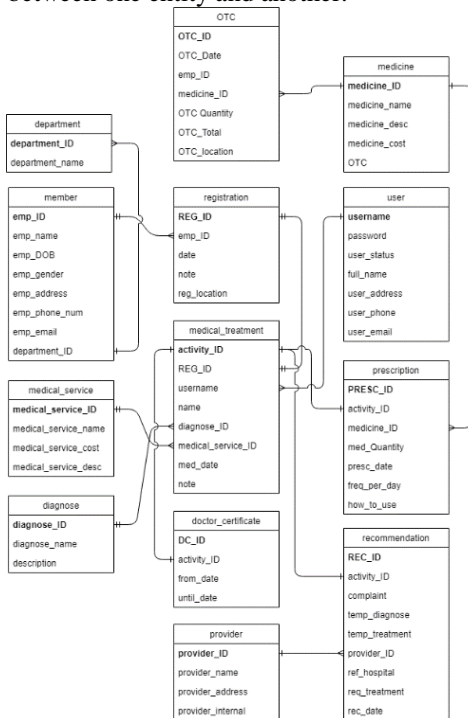 between one entity and another.
OTC
OTC_ID
OTC_Date
emp_ID
medicine_ID
OTC Quantity
OTC_Total
OTC_location
medicine
medicine_ID
medicine_name
medicine_desc
medicine_cost
OTC
department
department_ID
department_name
member
emp_ID
emp_name
emp_DOB
emp_gender
emp_address
emp_phone_num
emp_email
department_ID
registration
REG_ID
emp_ID
date
note
reg_location
user
username
password
user_status
full_name
user_address
user_phone
user_email
medical_treatment
activity_ID
REG_ID
username
name
diagnose_ID
medical_service_ID
med_date
note
medical_service
medical_service_ID
medical_service_name
medical_service_cost
medical_service_desc
prescription
PRESC_ID
activity_ID
medicine_ID
med_Quantity
presc_date
freq_per_day
how_to_use
diagnose
diagnose_ID
diagnose_name
description
doctor_certificate
DC_ID
activity_ID
from_date
until_date
recommendation
REC_ID
activity_ID
complaint
temp_diagnose
temp_treatment
provider_ID
ref_hospital
req_treatment
rec_date
provider
provider_ID
provider_name
provider_address
provider_internal